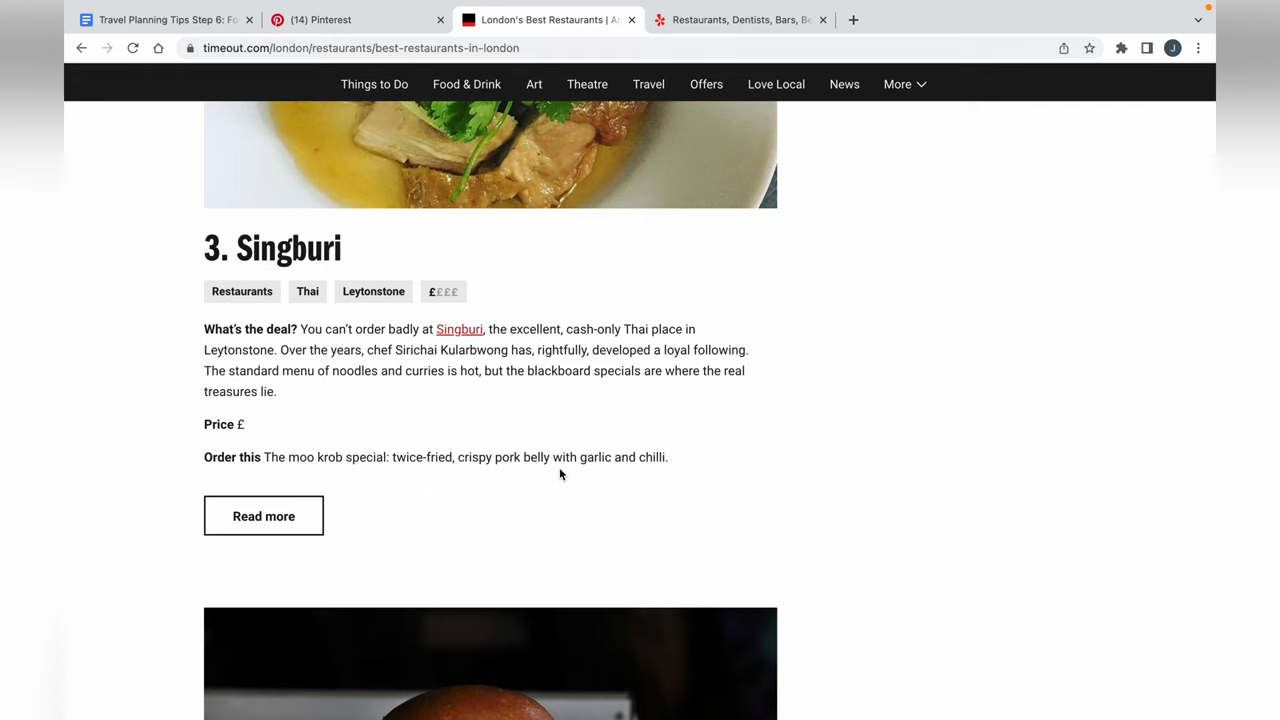 Travel Planning Tips Step 6: Fo
(14) Pinterest
London's Best Restaurants | Ar
Restaurants, Dentists, Bars, Be
timeout.com/london/restaurants/best-restaurants-in-london
J
Things to Do Food & Drink Art Theatre Travel Offers Love Local News More
3. Singburi
Restaurants Thai Leytonstone ££££
What's the deal? You can't order badly at Singburi, the excellent, cash-only Thai place in
Leytonstone. Over the years, chef Sirichai Kularbwong has, rightfully, developed a loyal following.
The standard menu of noodles and curries is hot, but the blackboard specials are where the real
treasures lie.
Price £
Order this The moo krob special: twice-fried, crispy pork belly with garlic and chilli.
Read more